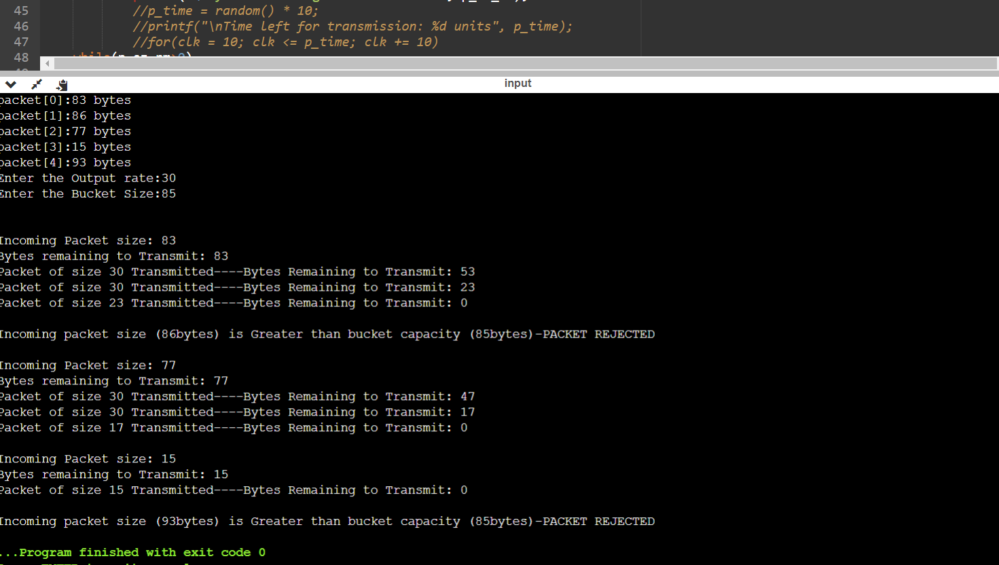 45 //p_time = random() * 10;
46 //printf("\nTime left for transmission: %d units", p_time);
47 //for(clk = 10; clk <= p_time; clk += 10)
48
input
packet[0]:83 bytes
packet[1]:86 bytes
packet[2]:77 bytes
packet[3]:15 bytes
packet[4]:93 bytes
Enter the Output rate:30
Enter the Bucket Size:85
Incoming Packet size: 83
Bytes remaining to Transmit: 83
Packet of size 30 Transmitted----Bytes Remaining to Transmit: 53
Packet of size 30 Transmitted----Bytes Remaining to Transmit: 23
Packet of size 23 Transmitted----Bytes Remaining to Transmit: 0
Incoming packet size (86bytes) is Greater than bucket capacity (85bytes)-PACKET REJECTED
Incoming Packet size: 77
Bytes remaining to Transmit: 77
Packet of size 30 Transmitted----Bytes Remaining to Transmit: 47
Packet of size 30 Transmitted----Bytes Remaining to Transmit: 17
Packet of size 17 Transmitted----Bytes Remaining to Transmit: 0
Incoming Packet size: 15
Bytes remaining to Transmit: 15
Packet of size 15 Transmitted----Bytes Remaining to Transmit: 0
Incoming packet size (93bytes) is Greater than bucket capacity (85bytes)-PACKET REJECTED
...Program finished with exit code 0